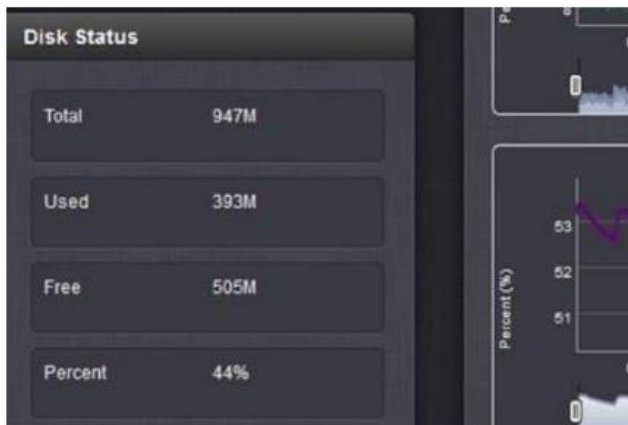 Disk Status
Total 947M
Used 393M
Free 505M
Percent 44%
53
52
51
Percent (%)